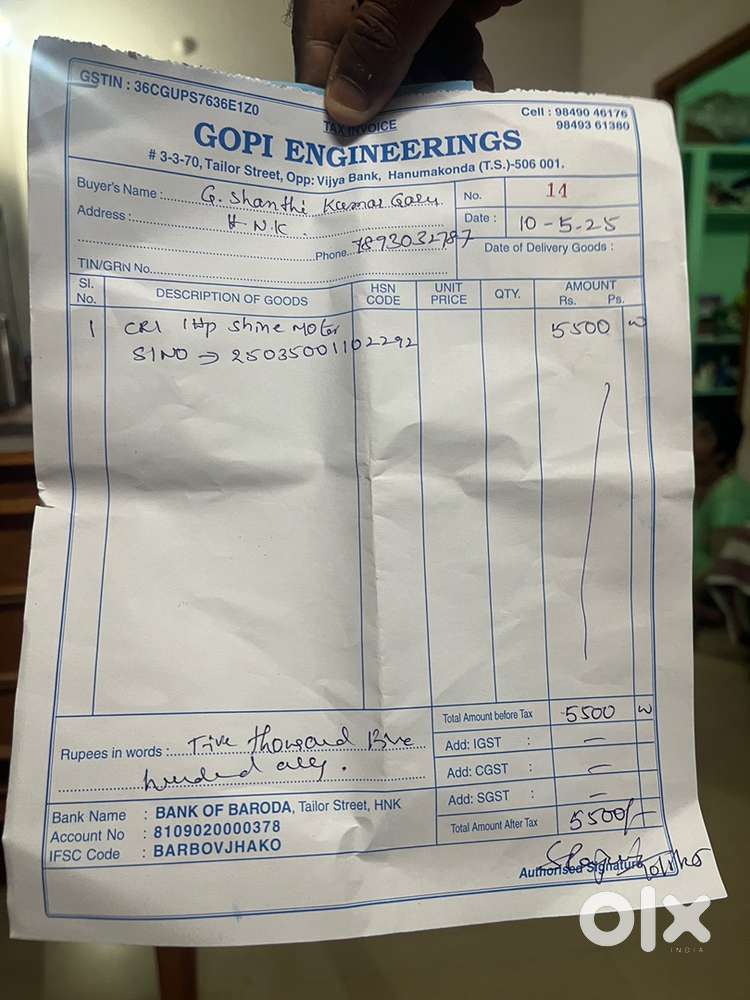 GSTIN : 36CGUPS7636E1Z0
Cell : 98490 46176
98493 61360
TAX INVOICE
GOPI ENGINEERINGS
# 3-3-70, Tailor Street, Opp: Vijya Bank, Hanumakonda (T.S.)-506 001.
Buyer's Name : G. Shanthi Kumar Garu
No. 14
Address : HNK.
Date : 10-5-25
Phone 7893032787
Date of Delivery Goods :
TIN/GRN No.
Sl. No. DESCRIPTION OF GOODS HSN CODE UNIT PRICE QTY. AMOUNT Rs. Ps.
1 CRI 1Hp Shine Motor 5500
SINO → 25035001102292
Total Amount before Tax 5500
Rupees in words : Five thousand Five
hundred only.
Add: IGST : –
Add: CGST : –
Add: SGST : –
Total Amount After Tax 5500/-
Bank Name : BANK OF BARODA, Tailor Street, HNK
Account No : 8109020000378
IFSC Code : BARBOVJHAKO
Authorised Signature
olx
INDIA